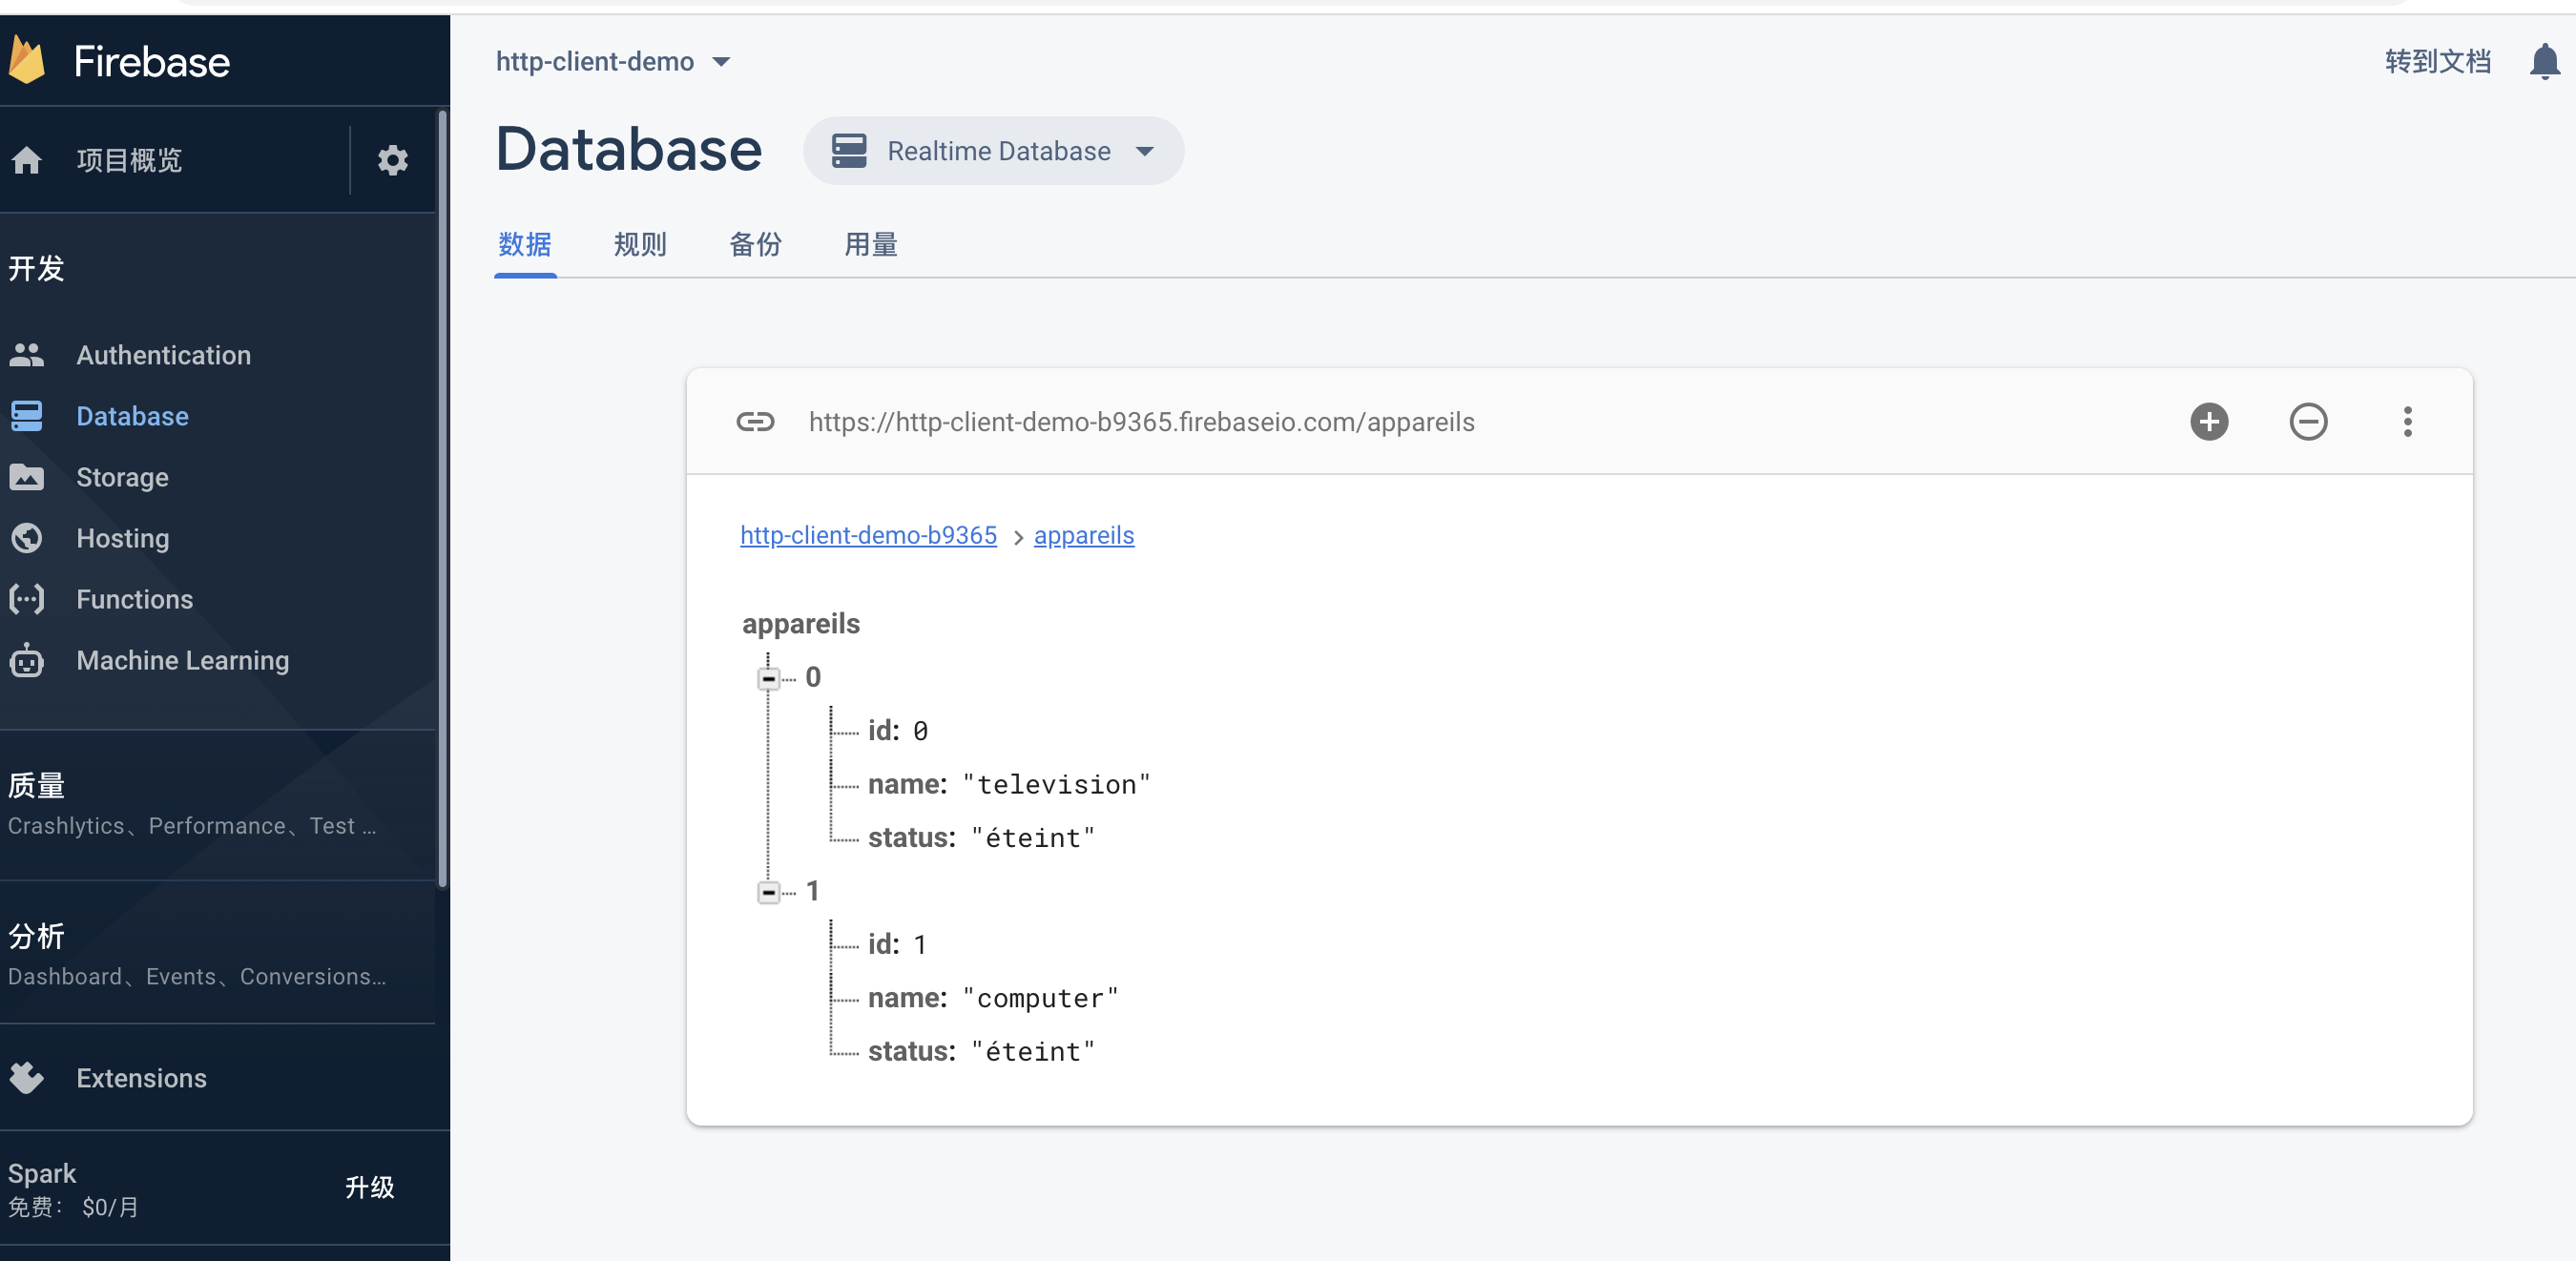 Firebase
项目概览
开发
Authentication
Database
Storage
Hosting
Functions
Machine Learning
质量
Crashlytics、Performance、Test ...
分析
Dashboard、Events、Conversions...
Extensions
Spark
免费： $0/月
升级
http-client-demo
转到文档
Database
Realtime Database
数据 规则 备份 用量
https://http-client-demo-b9365.firebaseio.com/appareils
http-client-demo-b9365 > appareils
appareils
0
id: 0
name: "television"
status: "éteint"
1
id: 1
name: "computer"
status: "éteint"